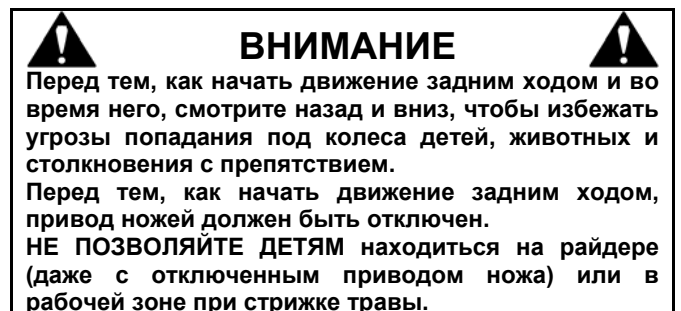 ВНИМАНИЕ
Перед тем, как начать движение задним ходом и во
время него, смотрите назад и вниз, чтобы избежать
угрозы попадания под колеса детей, животных и
столкновения с препятствием.
Перед тем, как начать движение задним ходом,
привод ножей должен быть отключен.
НЕ ПОЗВОЛЯЙТЕ ДЕТЯМ находиться на райдере
(даже с отключенным приводом ножа) или в
рабочей зоне при стрижке травы.